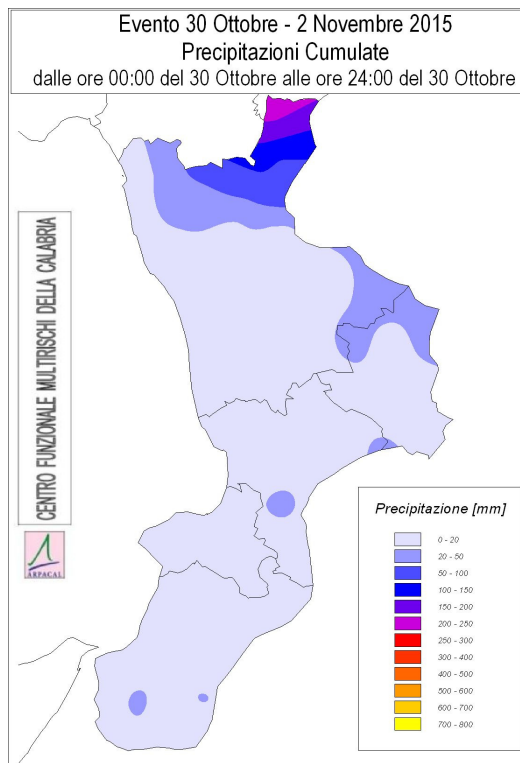 Evento 30 Ottobre - 2 Novembre 2015
Precipitazioni Cumulate
dalle ore 00:00 del 30 Ottobre alle ore 24:00 del 30 Ottobre
CENTRO FUNZIONALE MULTIRISCHI DELLA CALABRIA
ARPACAL
Precipitazione [mm]
0 - 20
20 - 50
50 - 100
100 - 150
150 - 200
200 - 250
250 - 300
300 - 400
400 - 500
500 - 600
600 - 700
700 - 800